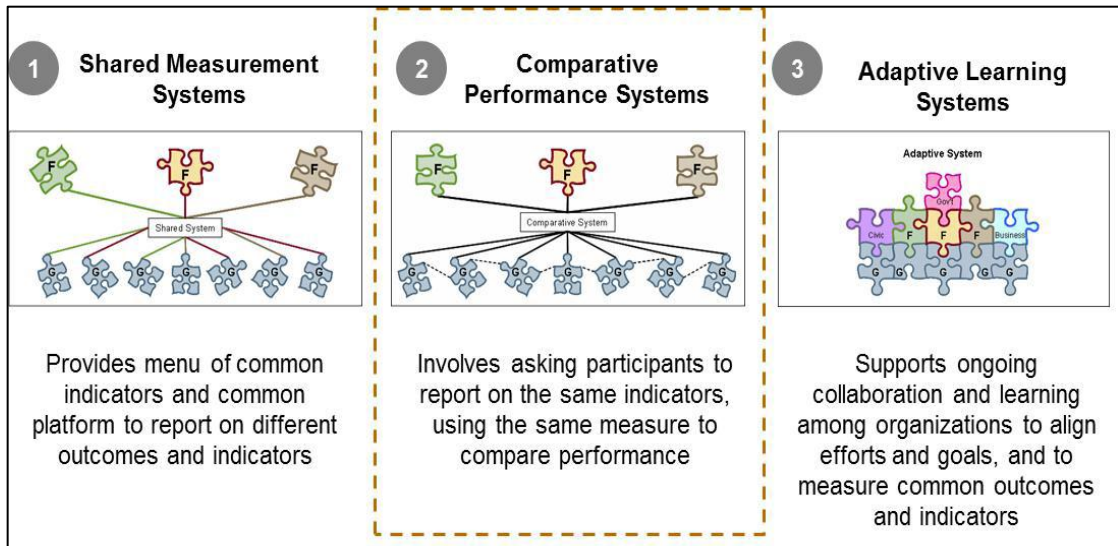 1
Shared Measurement
Systems
F
F
F
Shared System
G
G
G
G
G
G
G
Provides menu of common
indicators and common
platform to report on different
outcomes and indicators
2
Comparative
Performance Systems
F
F
F
Comparative System
G
G
G
G
G
G
G
Involves asking participants to
report on the same indicators,
using the same measure to
compare performance
3
Adaptive Learning
Systems
Adaptive System
Gov'T
Civic
F
F
F
Business
G
G
G
G
G
Supports ongoing
collaboration and learning
among organizations to align
efforts and goals, and to
measure common outcomes
and indicators